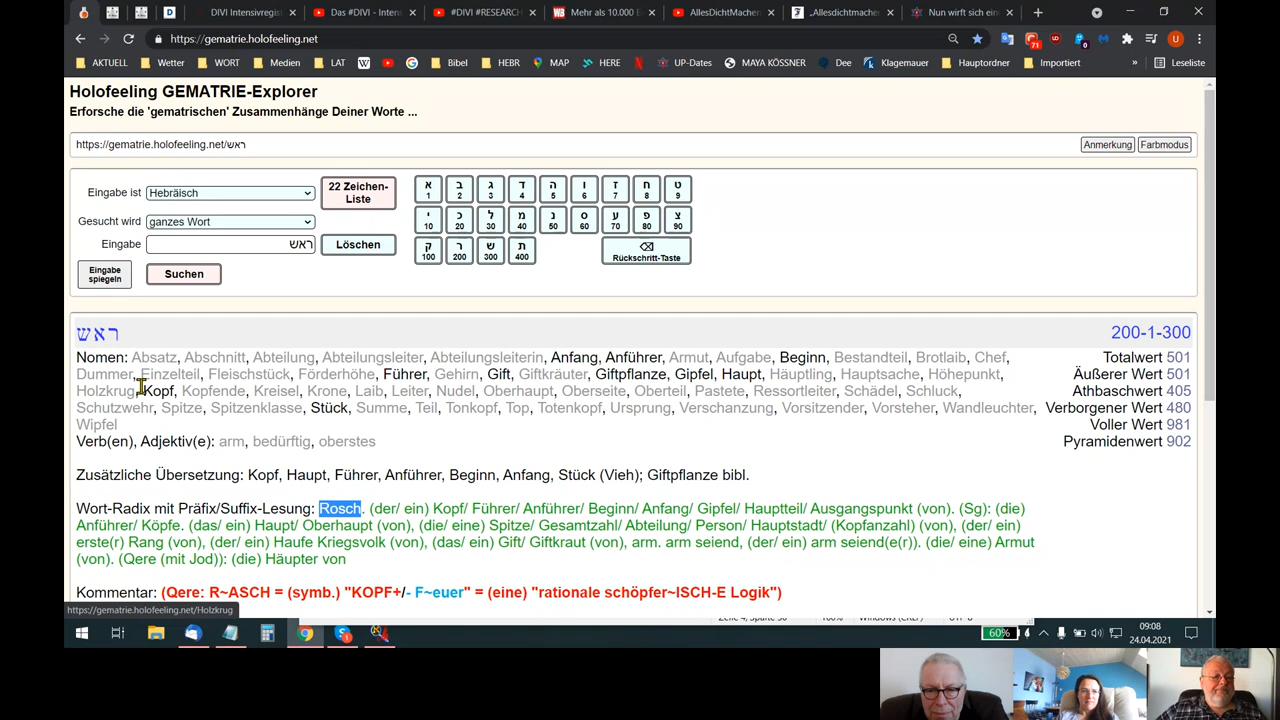 DIVI Intensivregist
Das #DIVI - Intens
#DIVI #RESEARCH
Mehr als 10.000 E
AllesDichtMachen
„Allesdichtmache
Nun wirft sich ein
https://gematrie.holofeeling.net
71
0
U
AKTUELL
Wetter
WORT
Medien
LAT
Bibel
HEBR
MAP
HERE
UP-Dates
MAYA KÖSSNER
Dee
Klagemauer
Hauptordner
Importiert
»
Leseliste
Holofeeling GEMATRIE-Explorer
Erforsche die 'gematrischen' Zusammenhänge Deiner Worte ...
https://gematrie.holofeeling.net/ראש
Anmerkung
Farbmodus
Eingabe ist
Hebräisch
22 Zeichen-
Liste
Gesucht wird
ganzes Wort
Eingabe
ראש
Löschen
Eingabe
spiegeln
Suchen
א ב ג ד ה ו ז ח ט
1 2 3 4 5 6 7 8 9
י כ ל מ נ ס ע פ צ
10 20 30 40 50 60 70 80 90
ק ר ש ת
100 200 300 400
⌫
Rückschritt-Taste
ראש
200-1-300
Nomen: Absatz, Abschnitt, Abteilung, Abteilungsleiter, Abteilungsleiterin, Anfang, Anführer, Armut, Aufgabe, Beginn, Bestandteil, Brotlaib, Chef,
Dummer, Einzelteil, Fleischstück, Förderhöhe, Führer, Gehirn, Gift, Giftkräuter, Giftpflanze, Gipfel, Haupt, Häuptling, Hauptsache, Höhepunkt,
Holzkrug, Kopf, Kopfende, Kreisel, Krone, Laib, Leiter, Nudel, Oberhaupt, Oberseite, Oberteil, Pastete, Ressortleiter, Schädel, Schluck,
Schutzwehr, Spitze, Spitzenklasse, Stück, Summe, Teil, Tonkopf, Top, Totenkopf, Ursprung, Verschanzung, Vorsitzender, Vorsteher, Wandleuchter,
Wipfel
Verb(en), Adjektiv(e): arm, bedürftig, oberstes
Totalwert 501
Äußerer Wert 501
Athbaschwert 405
Verborgener Wert 480
Voller Wert 981
Pyramidenwert 902
Zusätzliche Übersetzung: Kopf, Haupt, Führer, Anführer, Beginn, Anfang, Stück (Vieh); Giftpflanze bibl.
Wort-Radix mit Präfix/Suffix-Lesung: Rosch. (der/ ein) Kopf/ Führer/ Anführer/ Beginn/ Anfang/ Gipfel/ Hauptteil/ Ausgangspunkt (von). (Sg): (die)
Anführer/ Köpfe. (das/ ein) Haupt/ Oberhaupt (von), (die/ eine) Spitze/ Gesamtzahl/ Abteilung/ Person/ Hauptstadt/ (Kopfanzahl) (von), (der/ ein)
erste(r) Rang (von), (der/ ein) Haufe Kriegsvolk (von), (das/ ein) Gift/ Giftkraut (von), arm. arm seiend, (der/ ein) arm seiend(e(r)). (die/ eine) Armut
(von). (Qere (mit Jod)): (die) Häupter von
Kommentar: (Qere: R~ASCH = (symb.) "KOPF+/- F~euer" = (eine) "rationale schöpfer~ISCH-E Logik")
https://gematrie.holofeeling.net/Holzkrug
60%
09:08
24.04.2021